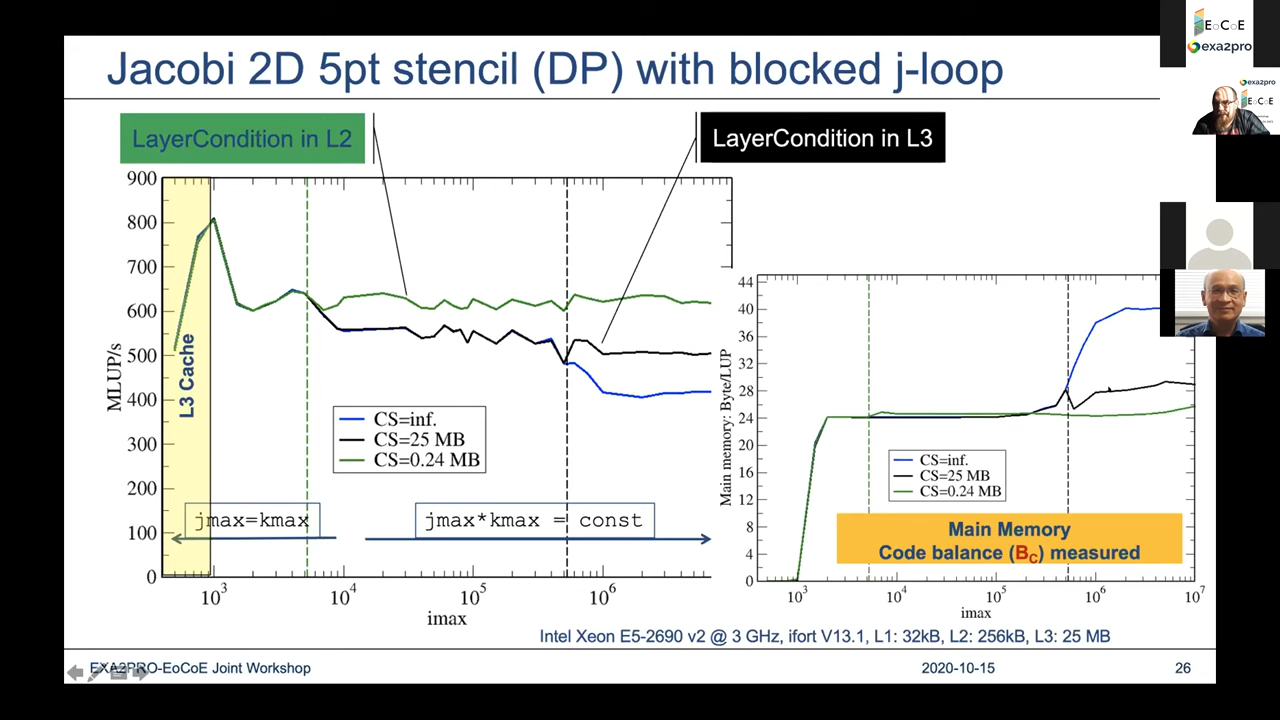 Jacobi 2D 5pt stencil (DP) with blocked j-loop
EoCoE
exa2pro
exa2pro
EoCoE
LayerCondition in L2
LayerCondition in L3
900
800
700
600
500
400
300
200
100
0
MLUP/s
L3 Cache
CS=inf.
CS=25 MB
CS=0.24 MB
jmax=kmax
jmax*kmax = const
10³
10⁴
10⁵
10⁶
imax
44
40
36
32
28
24
20
16
12
8
4
0
Main memory: Byte/LUP
CS=inf.
CS=25 MB
CS=0.24 MB
Main Memory
Code balance (BC) measured
10³
10⁴
10⁵
10⁶
10⁷
imax
Intel Xeon E5-2690 v2 @ 3 GHz, ifort V13.1, L1: 32kB, L2: 256kB, L3: 25 MB
EXA2PRO-EoCoE Joint Workshop
2020-10-15
26